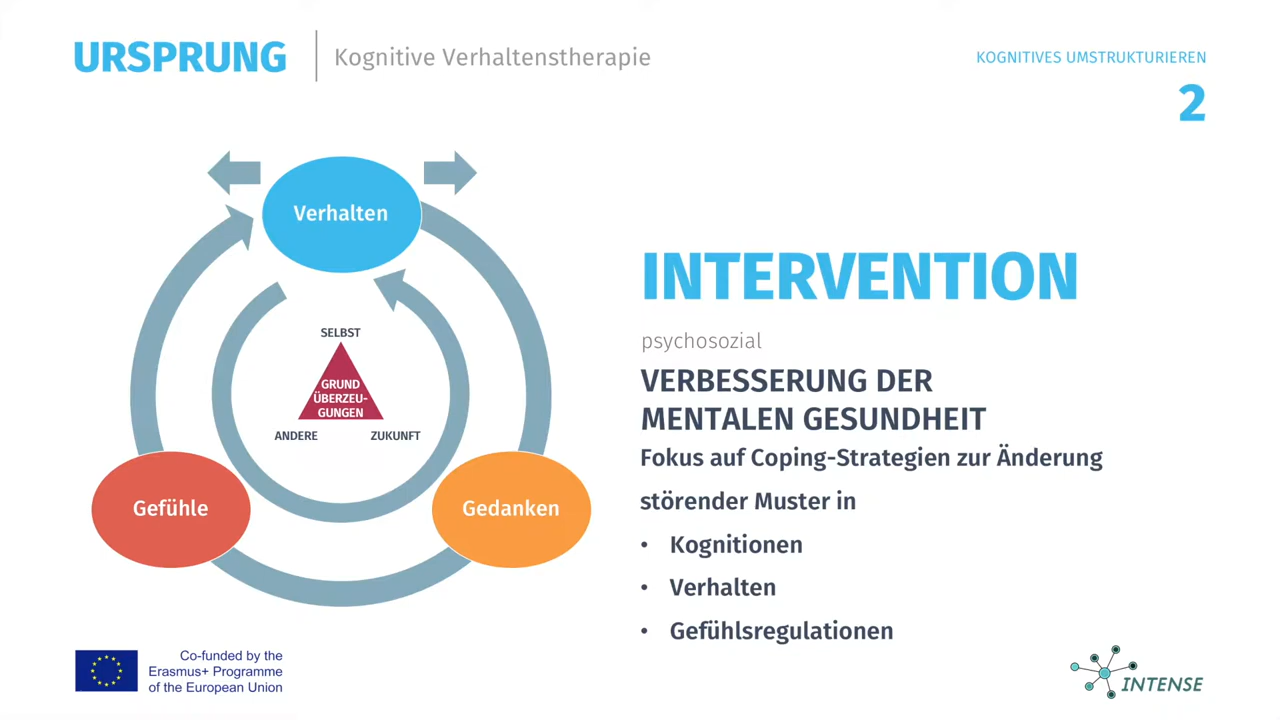 URSPRUNG
Kognitive Verhaltenstherapie
KOGNITIVES UMSTRUKTURIEREN
2
Verhalten
SELBST
GRUND
ÜBERZEU-
GUNGEN
ANDERE
ZUKUNFT
Gefühle
Gedanken
INTERVENTION
psychosozial
VERBESSERUNG DER
MENTALEN GESUNDHEIT
Fokus auf Coping-Strategien zur Änderung
störender Muster in
• Kognitionen
• Verhalten
• Gefühlsregulationen
Co-funded by the
Erasmus+ Programme
of the European Union
INTENSE